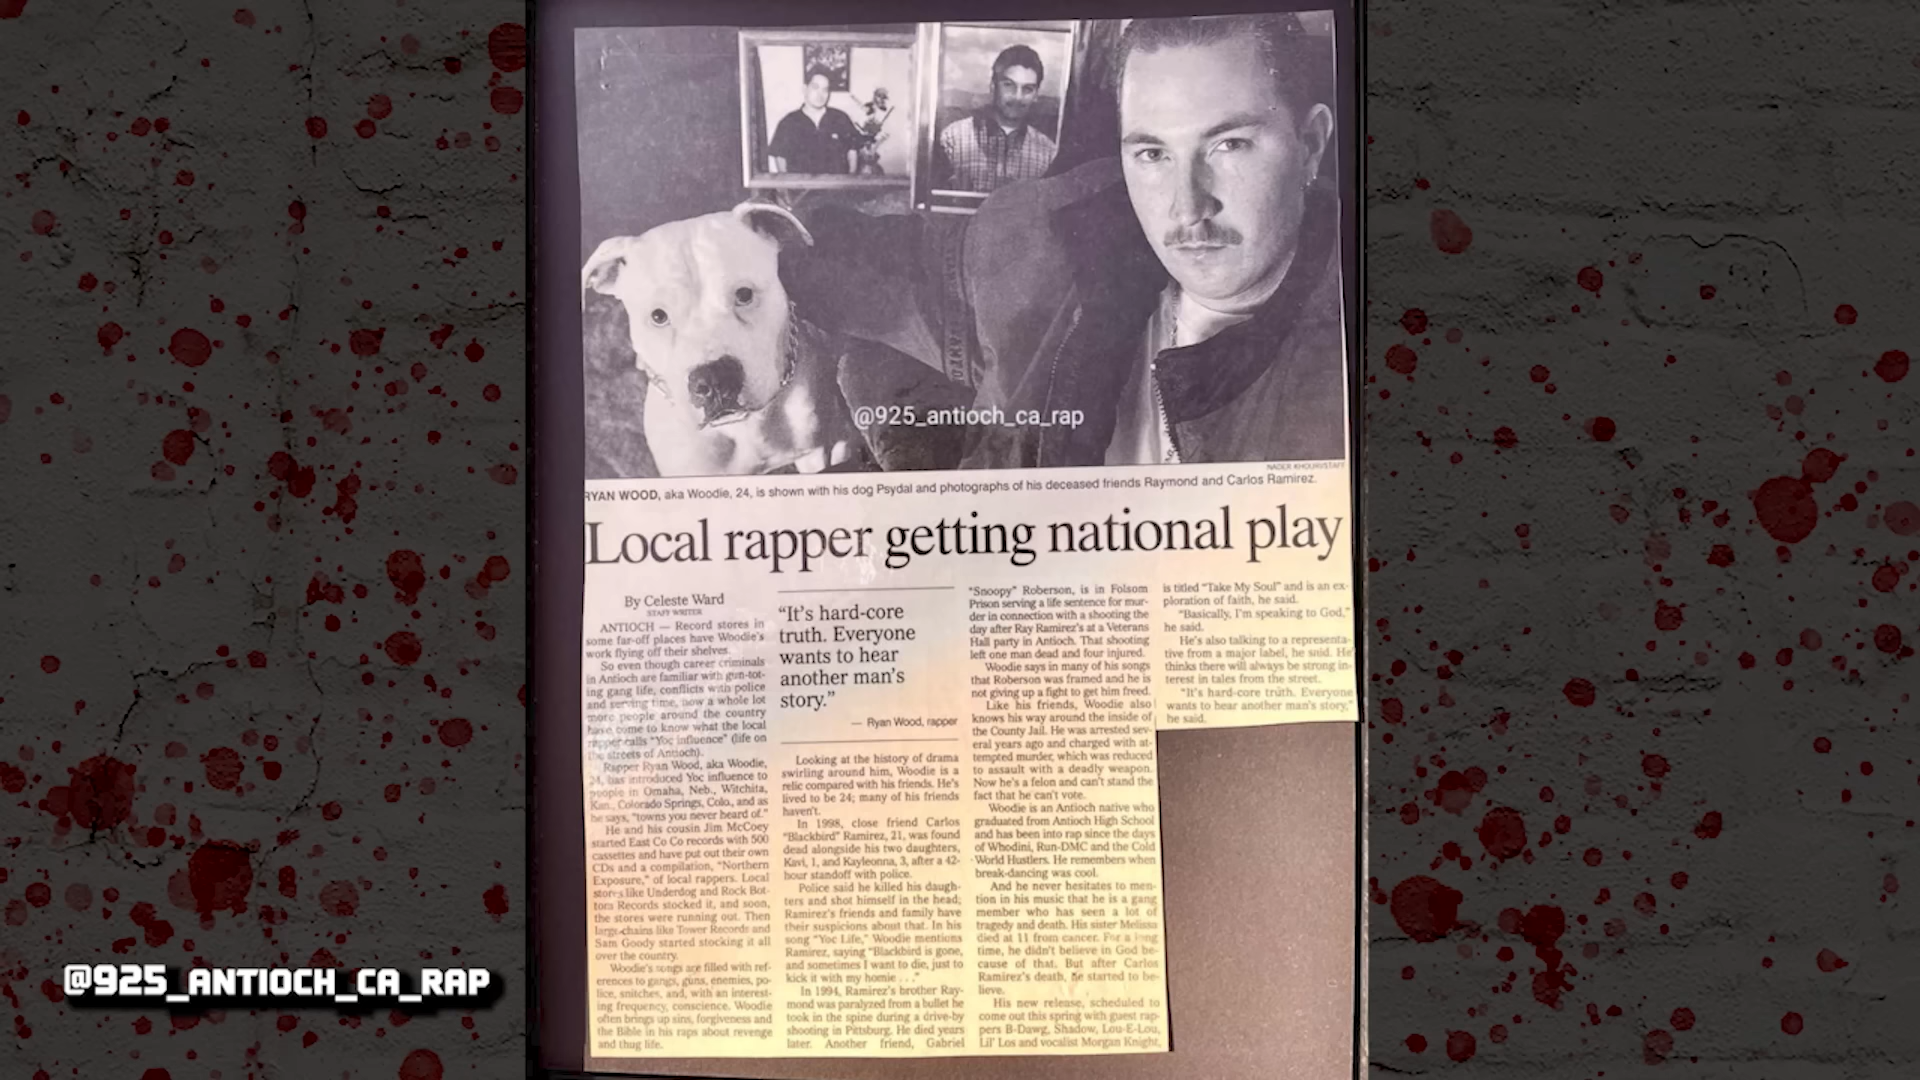 @925_antioch_ca_rap
NADER KHOURI/STAFF
RYAN WOOD, aka Woodie, 24, is shown with his dog Psydal and photographs of his deceased friends Raymond and Carlos Ramirez.
Local rapper getting national play
By Celeste Ward
STAFF WRITER
ANTIOCH — Record stores in
some far-off places have Woodie's
work flying off their shelves.
So even though career criminals
in Antioch are familiar with gun-tot-
ing gang life, conflicts with police
and serving time, now a whole lot
more people around the country
have come to know what the local
rapper calls "Yoc influence" (life on
the streets of Antioch).
Rapper Ryan Wood, aka Woodie,
24, has introduced Yoc influence to
people in Omaha, Neb., Witchita,
Kan., Colorado Springs, Colo., and as
he says, "towns you never heard of."
He and his cousin Jim McCoey
started East Co Co records with 500
cassettes and have put out their own
CDs and a compilation, "Northern
Exposure," of local rappers. Local
stores like Underdog and Rock Bot-
tom Records stocked it, and soon,
the stores were running out. Then
large-chains like Tower Records and
Sam Goody started stocking it all
over the country.
Woodie's songs are filled with ref-
erences to gangs, guns, enemies, po-
lice, snitches, and, with an interest-
ing frequency, conscience. Woodie
often brings up sins, forgiveness and
the Bible in his raps about revenge
and thug life.
"It's hard-core
truth. Everyone
wants to hear
another man's
story."
— Ryan Wood, rapper
Looking at the history of drama
swirling around him, Woodie is a
relic compared with his friends. He's
lived to be 24; many of his friends
haven't.
In 1998, close friend Carlos
"Blackbird" Ramirez, 21, was found
dead alongside his two daughters,
Kavi, 1, and Kayleonna, 3, after a 42-
hour standoff with police.
Police said he killed his daugh-
ters and shot himself in the head;
Ramirez's friends and family have
their suspicions about that. In his
song "Yoc Life," Woodie mentions
Ramirez, saying "Blackbird is gone,
and sometimes I want to die, just to
kick it with my homie . . ."
In 1994, Ramirez's brother Ray-
mond was paralyzed from a bullet he
took in the spine during a drive-by
shooting in Pittsburg. He died years
later. Another friend, Gabriel
"Snoopy" Roberson, is in Folsom
Prison serving a life sentence for mur-
der in connection with a shooting the
day after Ray Ramirez's at a Veterans
Hall party in Antioch. That shooting
left one man dead and four injured.
Woodie says in many of his songs
that Roberson was framed and he is
not giving up a fight to get him freed.
Like his friends, Woodie also
knows his way around the inside of
the County Jail. He was arrested sev-
eral years ago and charged with at-
tempted murder, which was reduced
to assault with a deadly weapon.
Now he's a felon and can't stand the
fact that he can't vote.
Woodie is an Antioch native who
graduated from Antioch High School
and has been into rap since the days
of Whodini, Run-DMC and the Cold
World Hustlers. He remembers when
break-dancing was cool.
And he never hesitates to men-
tion in his music that he is a gang
member who has seen a lot of
tragedy and death. His sister Melissa
died at 11 from cancer. For a long
time, he didn't believe in God be-
cause of that. But after Carlos
Ramirez's death, he started to be-
lieve.
His new release, scheduled to
come out this spring with guest rap-
pers B-Dawg, Shadow, Lou-E-Lou,
Lil' Los and vocalist Morgan Knight,
is titled "Take My Soul" and is an ex-
ploration of faith, he said.
"Basically, I'm speaking to God,"
he said.
He's also talking to a representa-
tive from a major label, he said. He
thinks there will always be strong in-
terest in tales from the street.
"It's hard-core truth. Everyone
wants to hear another man's story,"
he said.
@925_ANTIOCH_CA_RAP